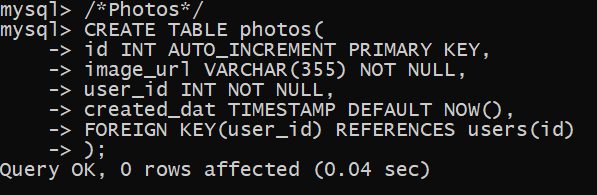 mysql> /*Photos*/
mysql> CREATE TABLE photos(
    -> id INT AUTO_INCREMENT PRIMARY KEY,
    -> image_url VARCHAR(355) NOT NULL,
    -> user_id INT NOT NULL,
    -> created_dat TIMESTAMP DEFAULT NOW(),
    -> FOREIGN KEY(user_id) REFERENCES users(id)
    -> );
Query OK, 0 rows affected (0.04 sec)